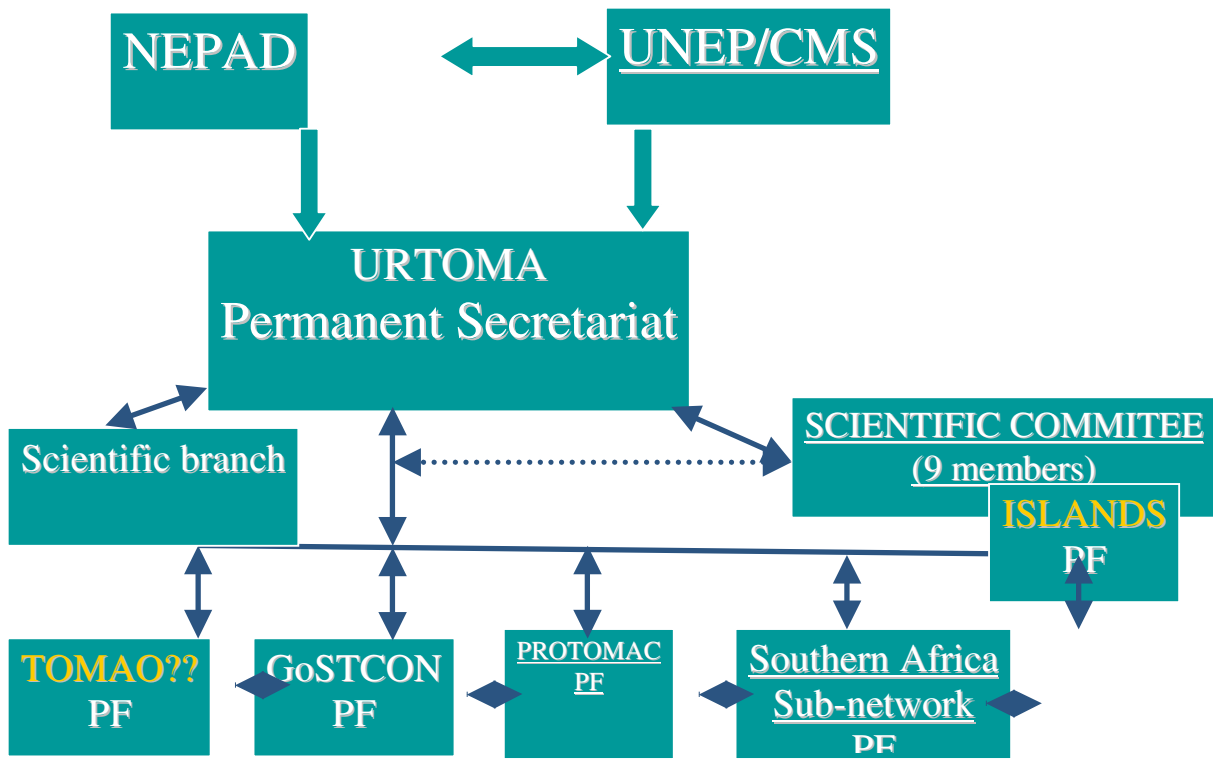 NEPAD
UNEP/CMS
URTOMA
Permanent Secretariat
Scientific branch
SCIENTIFIC COMMITEE
(9 members)
ISLANDS
PF
TOMAO??
PF
GoSTCON
PF
PROTOMAC
PF
Southern Africa
Sub-network
PF